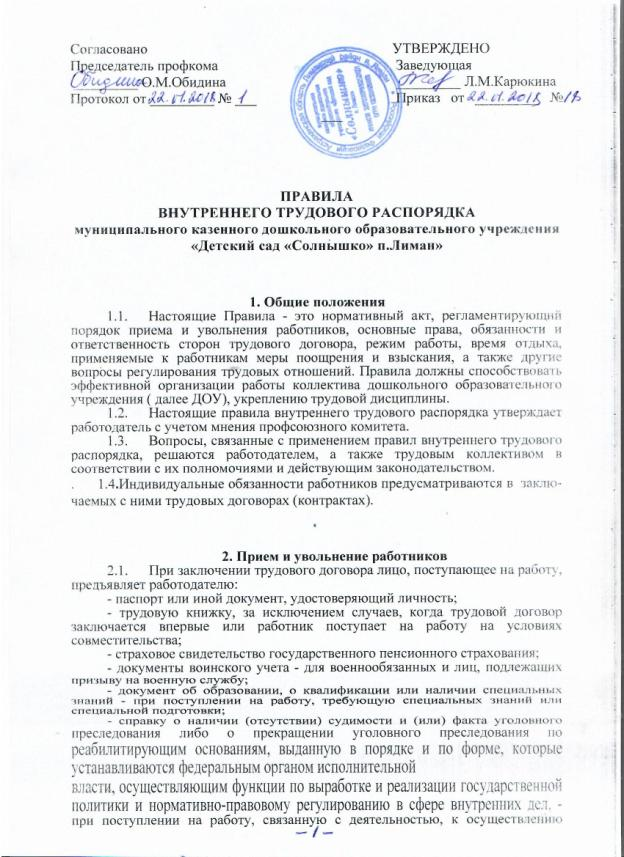 Согласовано УТВЕРЖДЕНО
Председатель профкома Заведующая
О.М.Обидина Л.М.Карюкина
Протокол от 22.01.2018 № 1 Приказ от 22.01.2018 №18
«Солнышко»
ПРАВИЛА
ВНУТРЕННЕГО ТРУДОВОГО РАСПОРЯДКА
муниципального казенного дошкольного образовательного учреждения
«Детский сад «Солнышко» п.Лиман»
1. Общие положения
1.1. Настоящие Правила - это нормативный акт, регламентирующий
порядок приема и увольнения работников, основные права, обязанности и
ответственность сторон трудового договора, режим работы, время отдыха,
применяемые к работникам меры поощрения и взыскания, а также другие
вопросы регулирования трудовых отношений. Правила должны способствовать
эффективной организации работы коллектива дошкольного образовательного
учреждения ( далее ДОУ), укреплению трудовой дисциплины.
1.2. Настоящие правила внутреннего трудового распорядка утверждает
работодатель с учетом мнения профсоюзного комитета.
1.3. Вопросы, связанные с применением правил внутреннего трудового
распорядка, решаются работодателем, а также трудовым коллективом в
соответствии с их полномочиями и действующим законодательством.
. 1.4.Индивидуальные обязанности работников предусматриваются в заклю-
чаемых с ними трудовых договорах (контрактах).
2. Прием и увольнение работников
2.1. При заключении трудового договора лицо, поступающее на работу,
предъявляет работодателю:
- паспорт или иной документ, удостоверяющий личность;
- трудовую книжку, за исключением случаев, когда трудовой договор
заключается впервые или работник поступает на работу на условиях
совместительства;
- страховое свидетельство государственного пенсионного страхования;
- документы воинского учета - для военнообязанных и лиц, подлежащих
призыву на военную службу;
- документ об образовании, о квалификации или наличии специальных
знаний - при поступлении на работу, требующую специальных знаний или
специальной подготовки;
- справку о наличии (отсутствии) судимости и (или) факта уголовного
преследования либо о прекращении уголовного преследования по
реабилитирующим основаниям, выданную в порядке и по форме, которые
устанавливаются федеральным органом исполнительной
власти, осуществляющим функции по выработке и реализации государственной
политики и нормативно-правовому регулированию в сфере внутренних дел, -
при поступлении на работу, связанную с деятельностью, к осуществлению
-1-